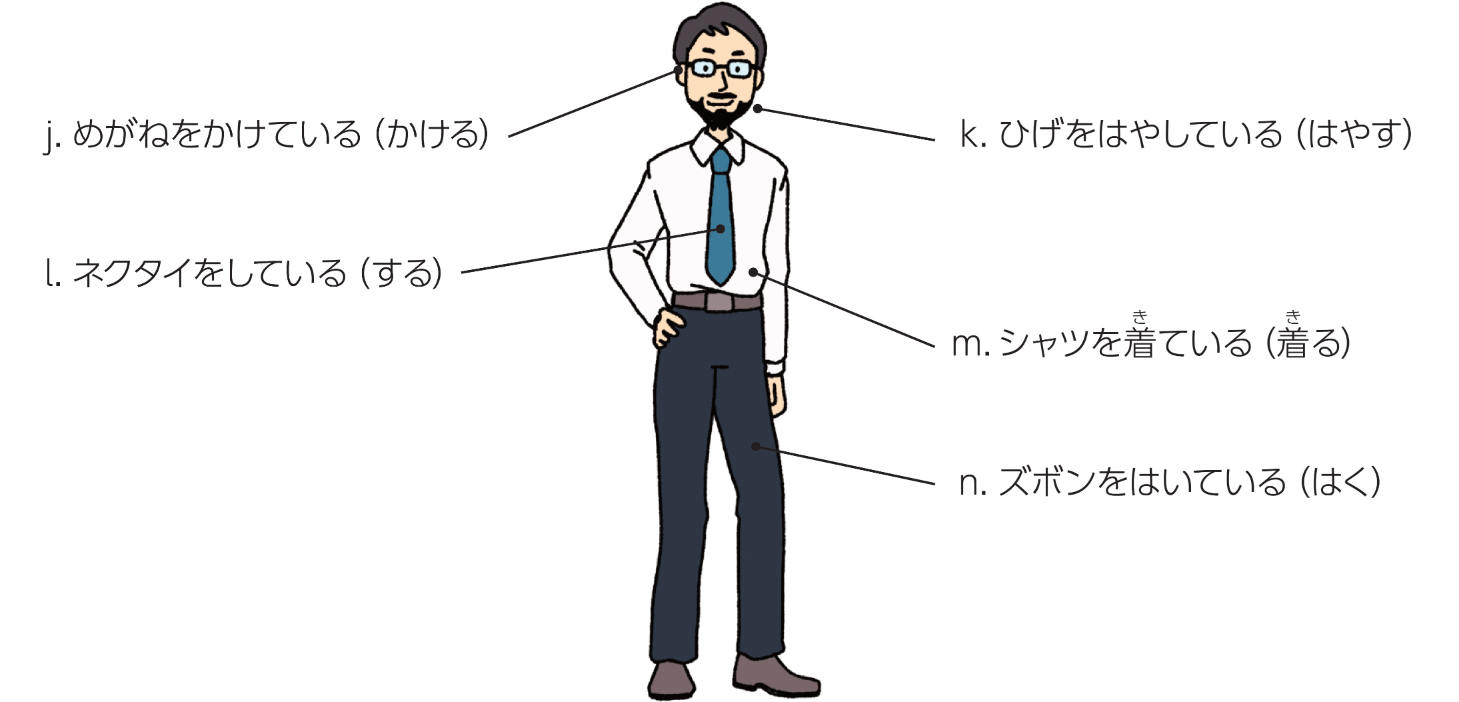 j. めがねをかけている (かける)
k. ひげをはやしている (はやす)
l. ネクタイをしている (する)
m. シャツを着ている (着る)
き き
n. ズボンをはいている (はく)